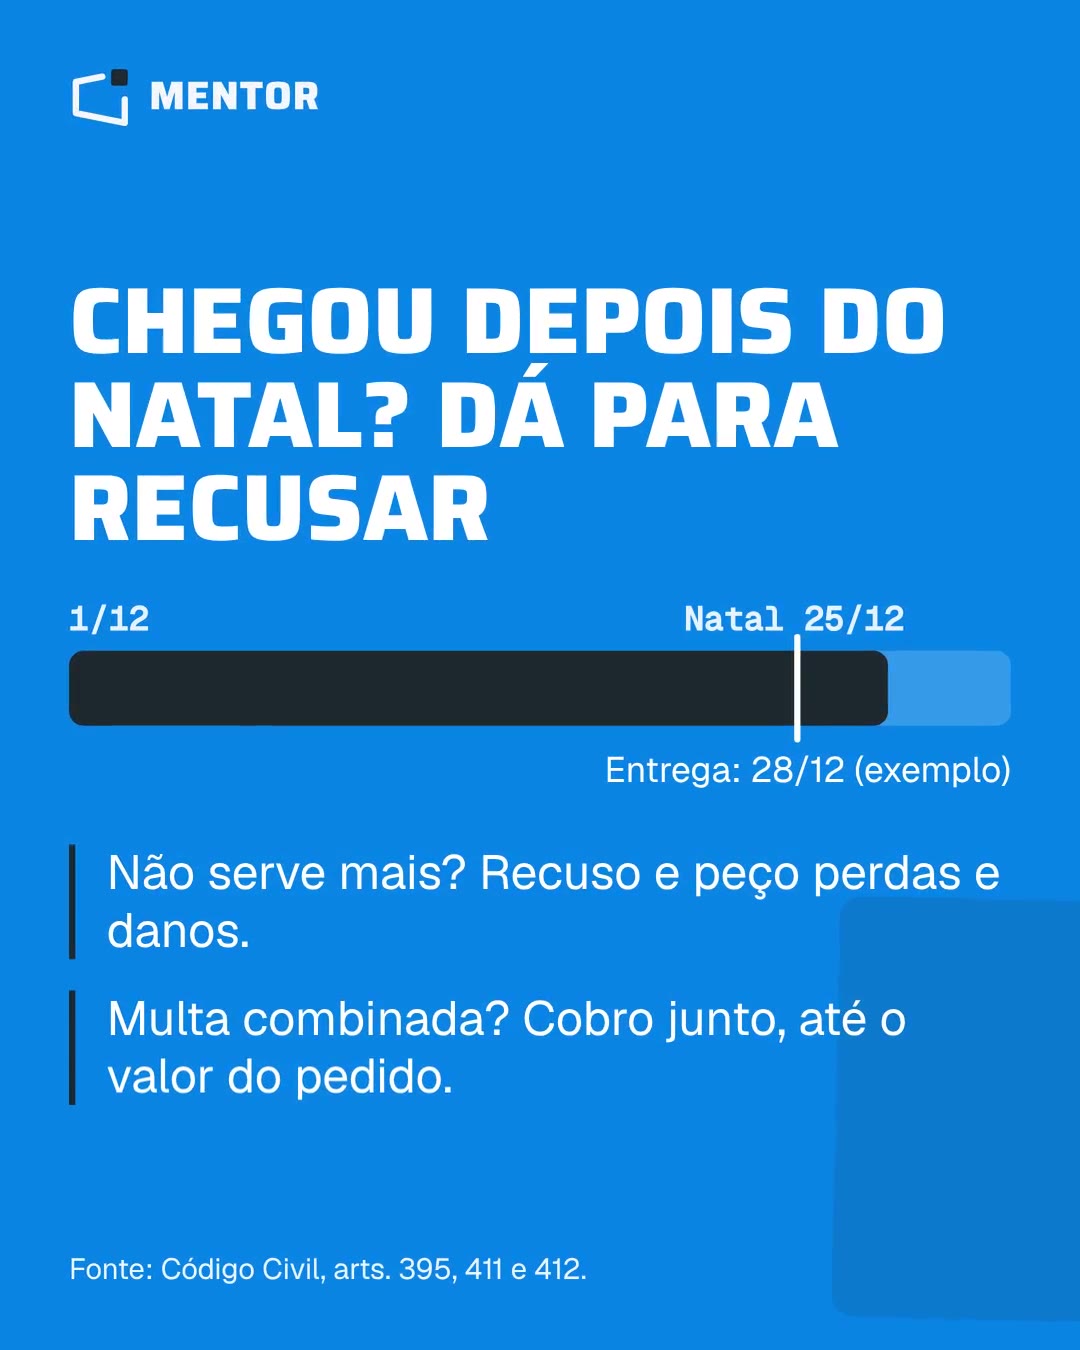 MENTOR
CHEGOU DEPOIS DO
NATAL? DÁ PARA
RECUSAR
1/12
Natal 25/12
Entrega: 28/12 (exemplo)
Não serve mais? Recuso e peço perdas e
danos.
Multa combinada? Cobro junto, até o
valor do pedido.
Fonte: Código Civil, arts. 395, 411 e 412.